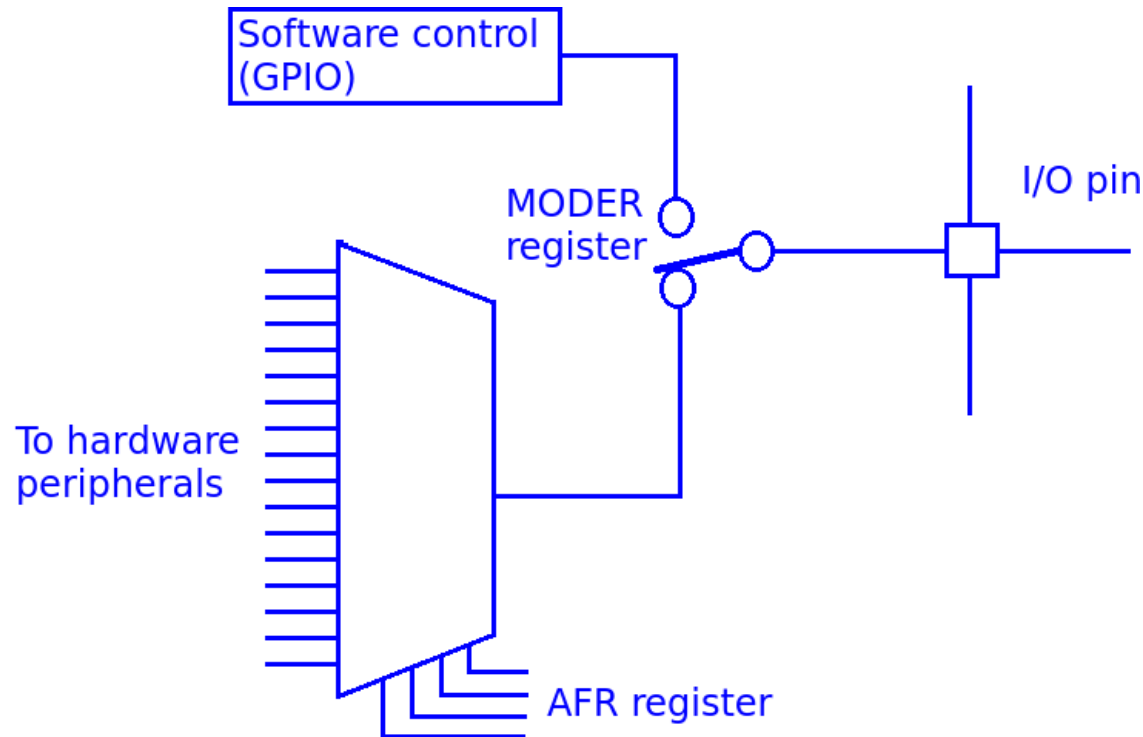 Software control
(GPIO)
I/O pin
MODER
register
To hardware
peripherals
AFR register